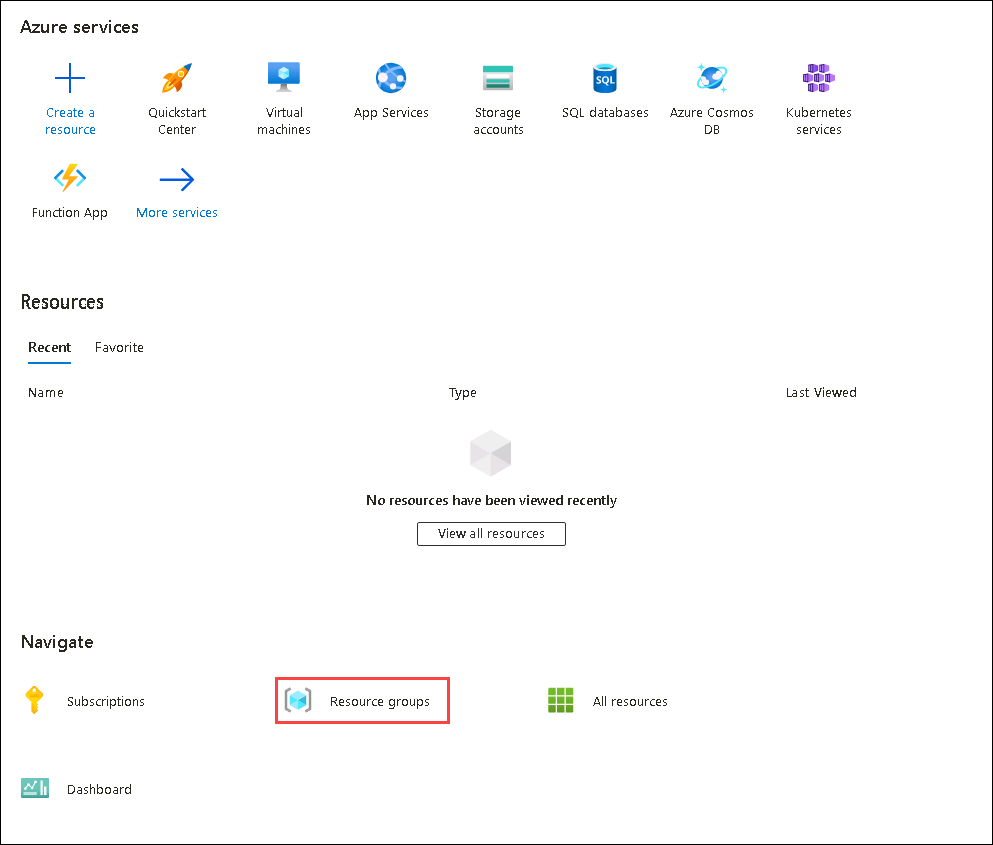 Azure services
Create a resource
Quickstart Center
Virtual machines
App Services
Storage accounts
SQL
SQL databases
Azure Cosmos DB
Kubernetes services
Function App
More services
Resources
Recent Favorite
Name Type Last Viewed
No resources have been viewed recently
View all resources
Navigate
Subscriptions Resource groups All resources
Dashboard